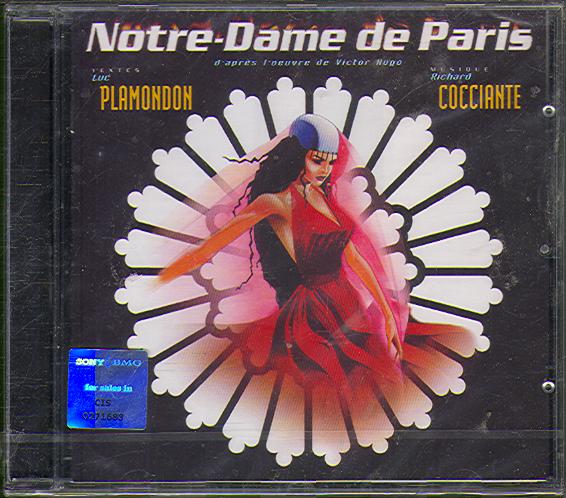 Notre-Dame de Paris
d'après l'oeuvre de Victor Hugo
TEXTES
Luc
PLAMONDON
MUSIQUE
Richard
COCCIANTE
SONY BMG
for sales in
CIS
0271683